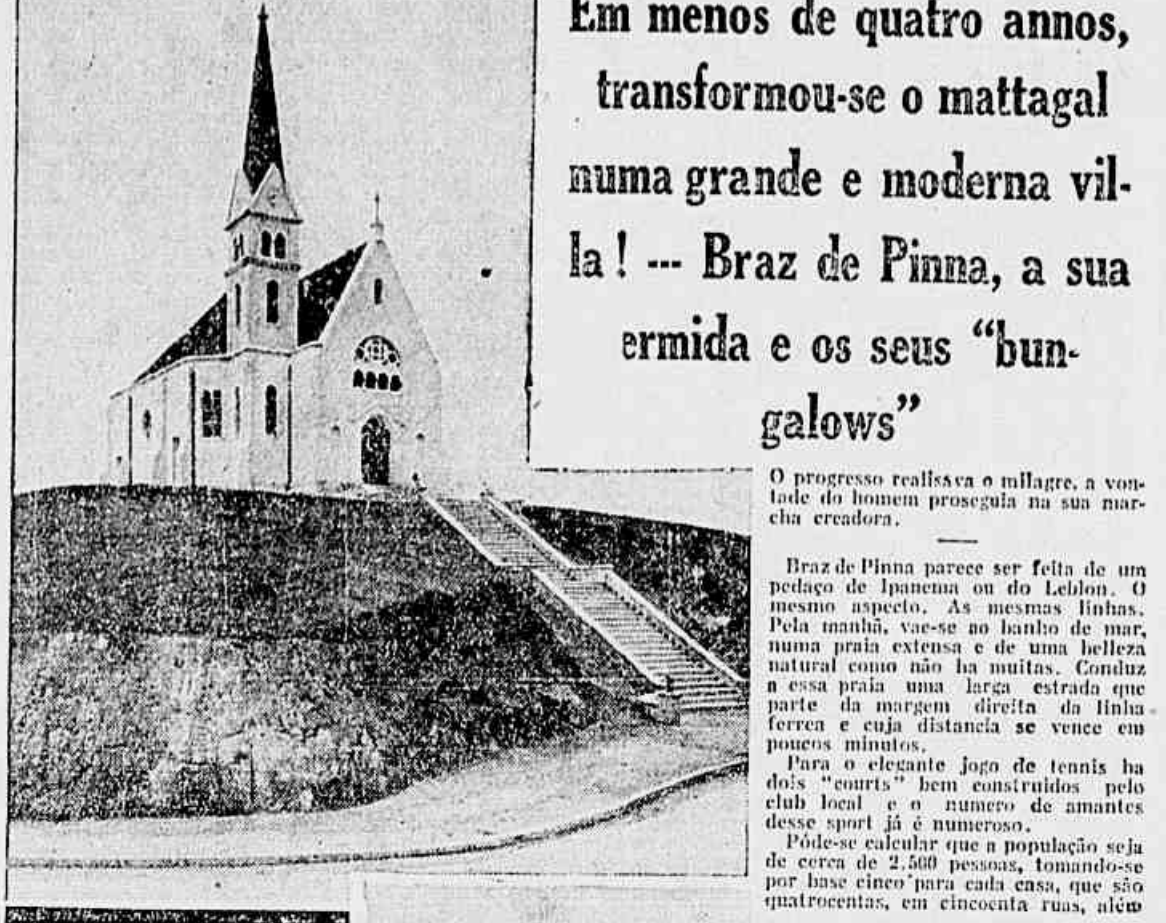 Em menos de quatro annos,
transformou-se o mattagal
numa grande e moderna vil-
la! --- Braz de Pinna, a sua
ermida e os seus "bun-
galows"
O progresso realisava o milagre, a von-
tade do homem proseguia na sua mar-
cha creadora.
Braz de Pinna parece ser feita de um
pedaço de Ipanema ou do Leblon. O
mesmo aspecto. As mesmas linhas.
Pela manhã, vae-se ao banho de mar,
numa praia extensa e de uma belleza
natural como não ha muitas. Conduz
a essa praia uma larga estrada que
parte da margem direita da linha
ferrea e cuja distancia se vence em
poucos minutos.
Para o elegante jogo de tennis ha
dois "courts" bem construidos pelo
club local e o numero de amantes
desse sport já é numeroso.
Póde-se calcular que a população seja
de cerca de 2.500 pessoas, tomando-se
por base cinco para cada casa, que são
quatrocentas, em cincoenta ruas, além